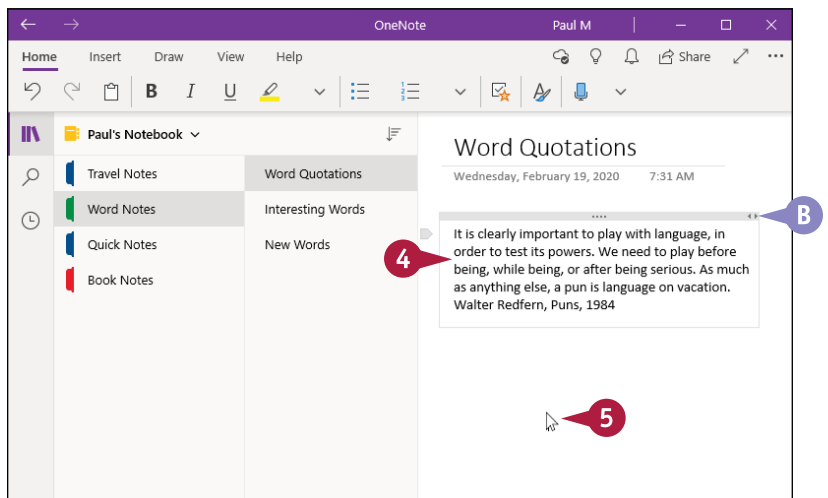 OneNote
Paul M
Home Insert Draw View Help
Share
B I U
Paul's Notebook
Travel Notes
Word Notes
Quick Notes
Book Notes
Word Quotations
Interesting Words
New Words
Word Quotations
Wednesday, February 19, 2020 7:31 AM
B
4
It is clearly important to play with language, in
order to test its powers. We need to play before
being, while being, or after being serious. As much
as anything else, a pun is language on vacation.
Walter Redfern, Puns, 1984
5